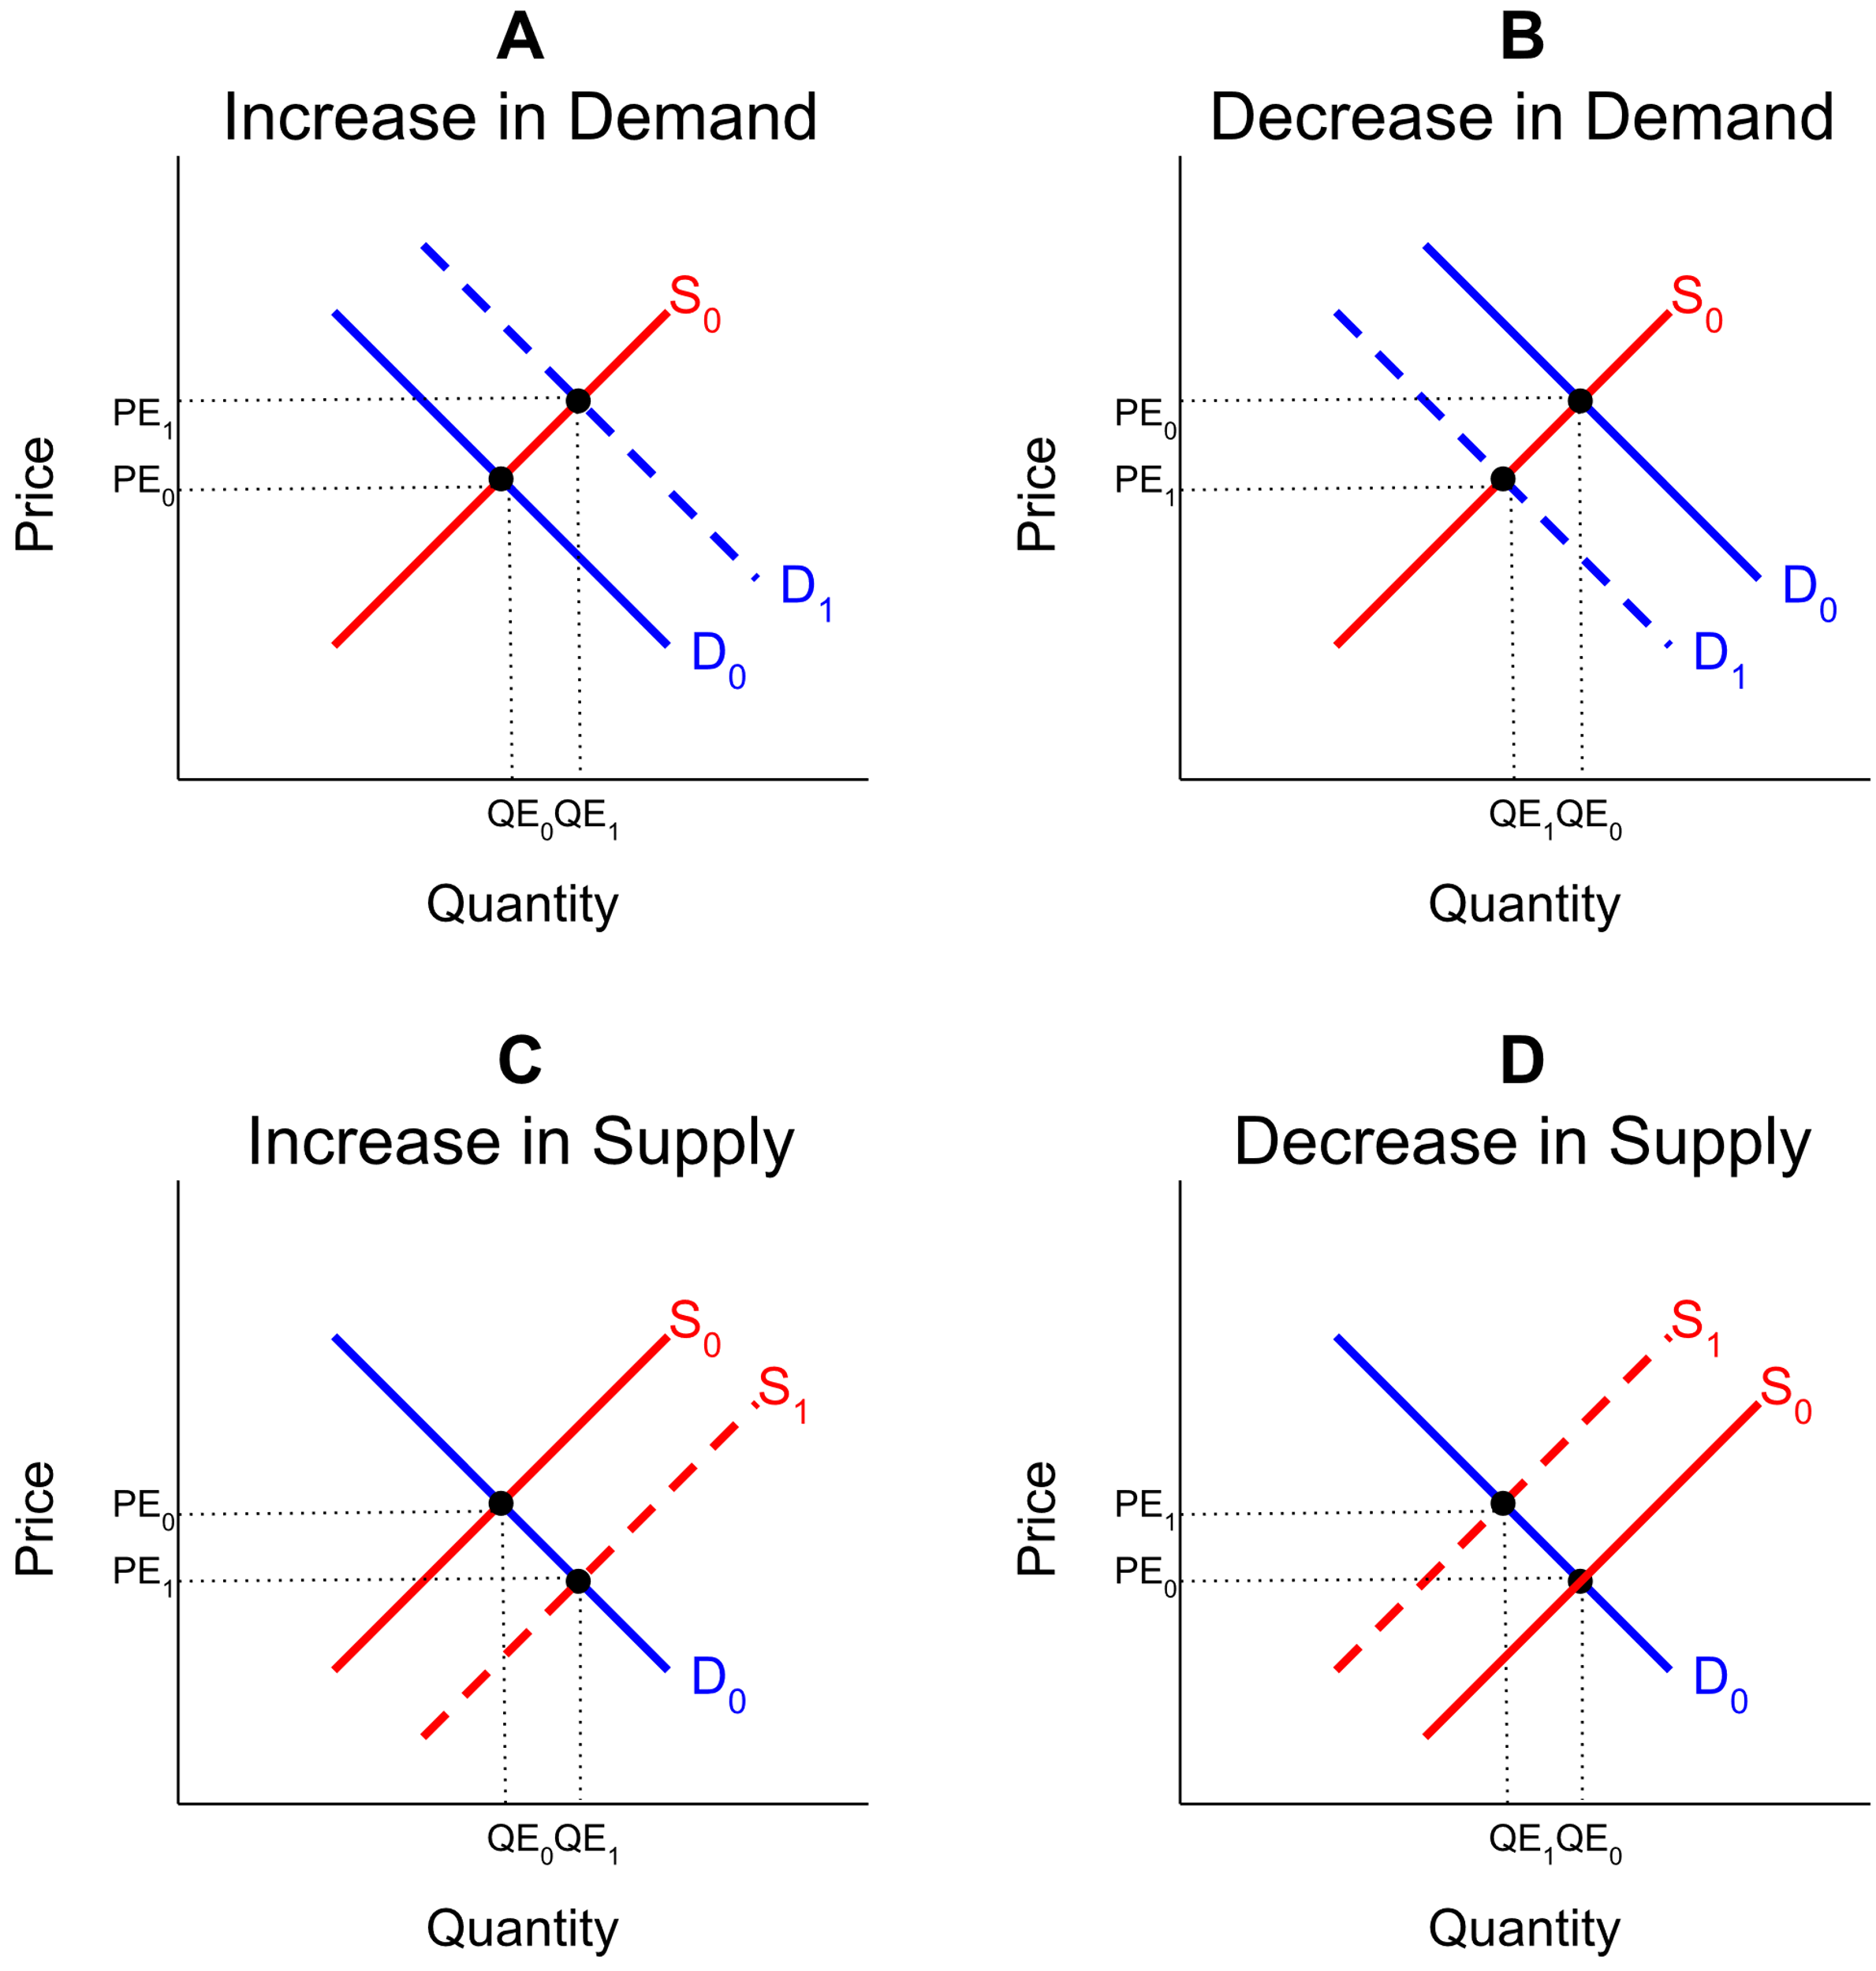 A
Increase in Demand
S₀
PE₁
PE₀
Price
D₁
D₀
QE₀QE₁
Quantity
B
Decrease in Demand
S₀
PE₀
PE₁
Price
D₀
D₁
QE₁QE₀
Quantity
C
Increase in Supply
S₀
S₁
PE₀
PE₁
Price
D₀
QE₀QE₁
Quantity
D
Decrease in Supply
S₁
S₀
PE₁
PE₀
Price
D₀
QE₁QE₀
Quantity